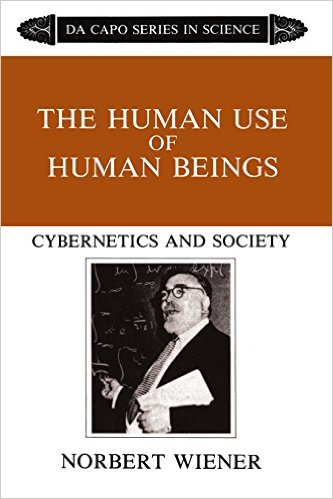 DA CAPO SERIES IN SCIENCE
THE HUMAN USE
OF
HUMAN BEINGS
CYBERNETICS AND SOCIETY
NORBERT WIENER